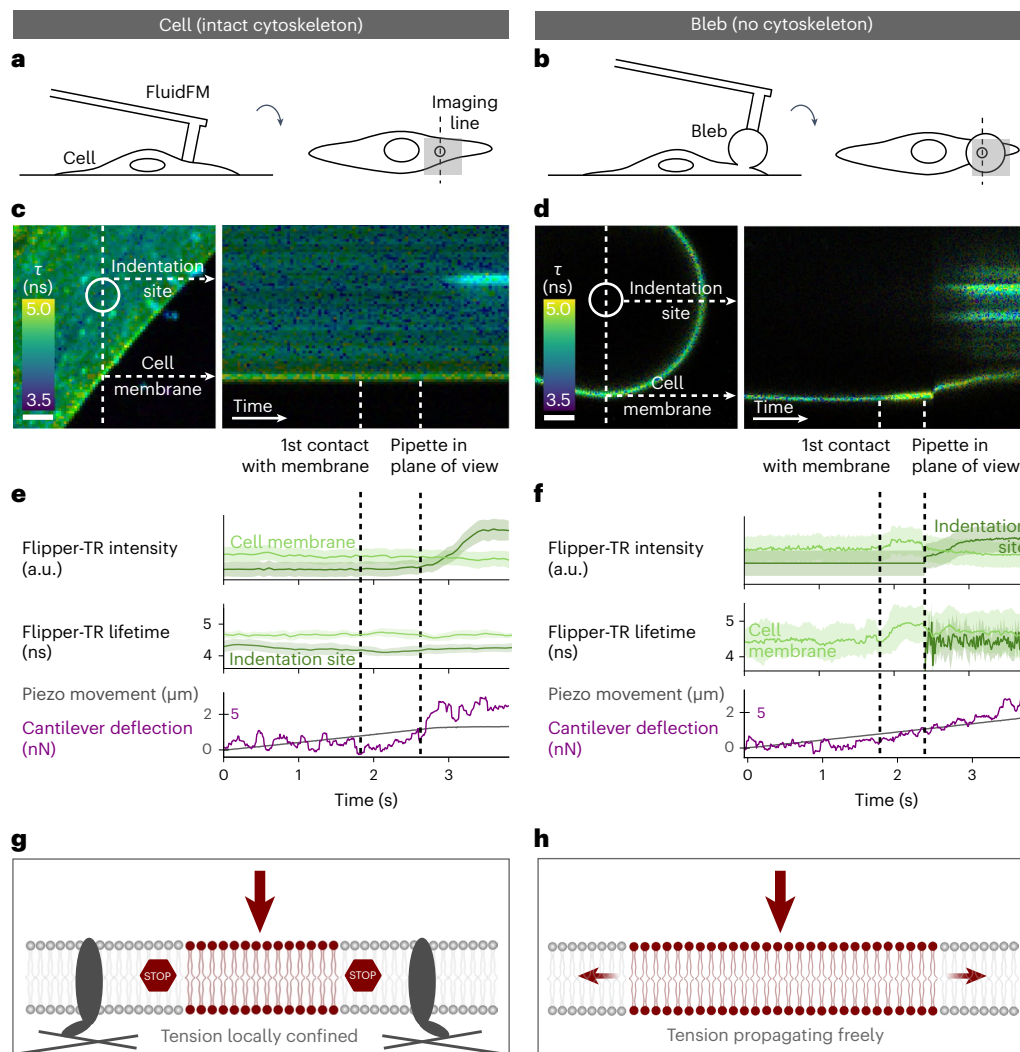 Cell (intact cytoskeleton)
Bleb (no cytoskeleton)
a
FluidFM
Imaging
line
Cell
b
Bleb
c
τ
(ns)
5.0
3.5
Indentation
site
Cell
membrane
Time
1st contact
with membrane
Pipette in
plane of view
d
τ
(ns)
5.0
3.5
Indentation
site
Cell
membrane
Time
1st contact
with membrane
Pipette in
plane of view
e
Flipper-TR intensity
(a.u.)
Cell membrane
Flipper-TR lifetime
(ns)
5
4
Indentation site
Piezo movement (µm)
Cantilever deflection
(nN)
2
0
5
0
1
2
3
Time (s)
f
Flipper-TR intensity
(a.u.)
Indentation
site
Flipper-TR lifetime
(ns)
5
4
Cell
membrane
Piezo movement (µm)
Cantilever deflection
(nN)
2
0
5
0
1
2
3
Time (s)
g
STOP
STOP
Tension locally confined
h
Tension propagating freely